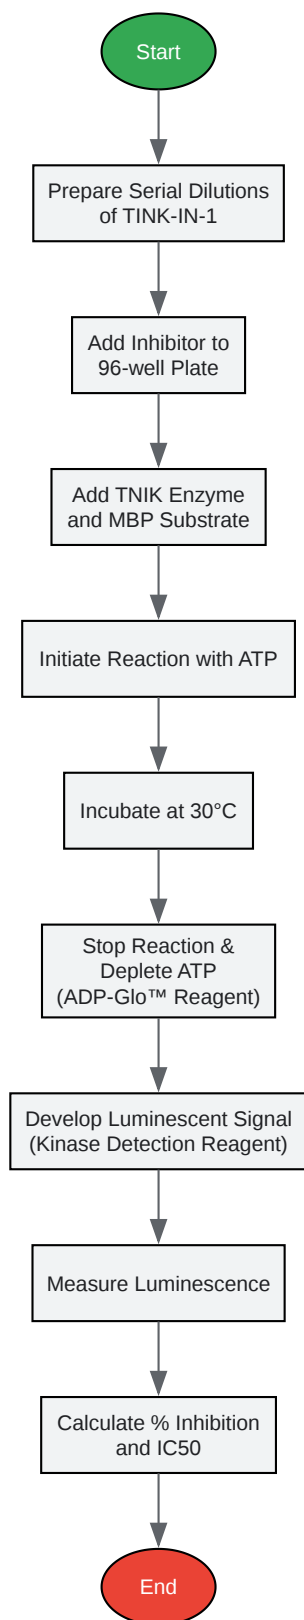 Start
Prepare Serial Dilutions
of TINK-IN-1
Add Inhibitor to
96-well Plate
Add TNIK Enzyme
and MBP Substrate
Initiate Reaction with ATP
Incubate at 30°C
Stop Reaction &
Deplete ATP
(ADP-Glo™ Reagent)
Develop Luminescent Signal
(Kinase Detection Reagent)
Measure Luminescence
Calculate % Inhibition
and IC50
End